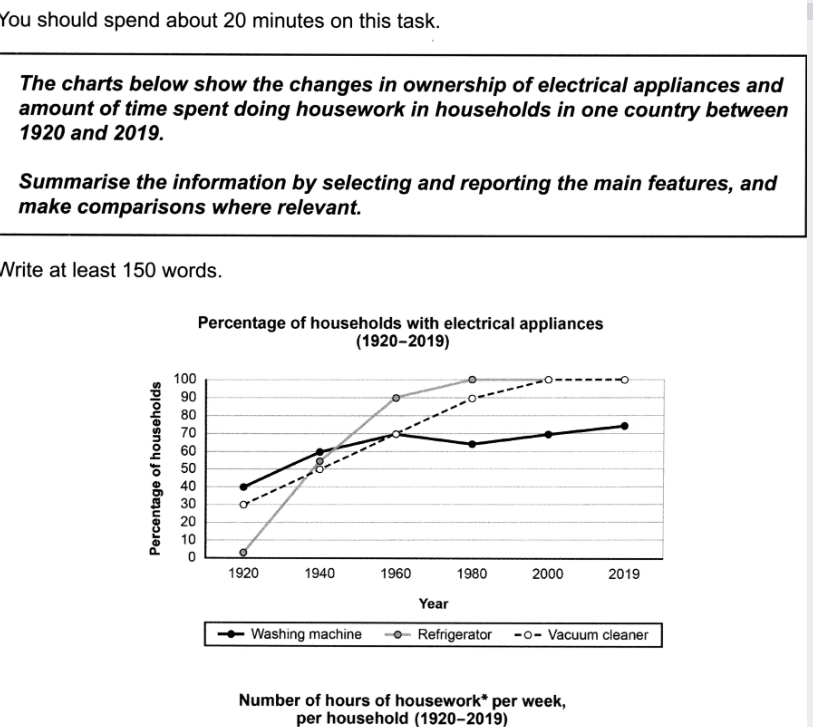 You should spend about 20 minutes on this task.
The charts below show the changes in ownership of electrical appliances and
amount of time spent doing housework in households in one country between
1920 and 2019.
Summarise the information by selecting and reporting the main features, and
make comparisons where relevant.
Write at least 150 words.
Percentage of households with electrical appliances
(1920–2019)
Percentage of households
100
90
80
70
60
50
40
30
20
10
0
1920 1940 1960 1980 2000 2019
Year
Washing machine Refrigerator Vacuum cleaner
Number of hours of housework* per week,
per household (1920–2019)